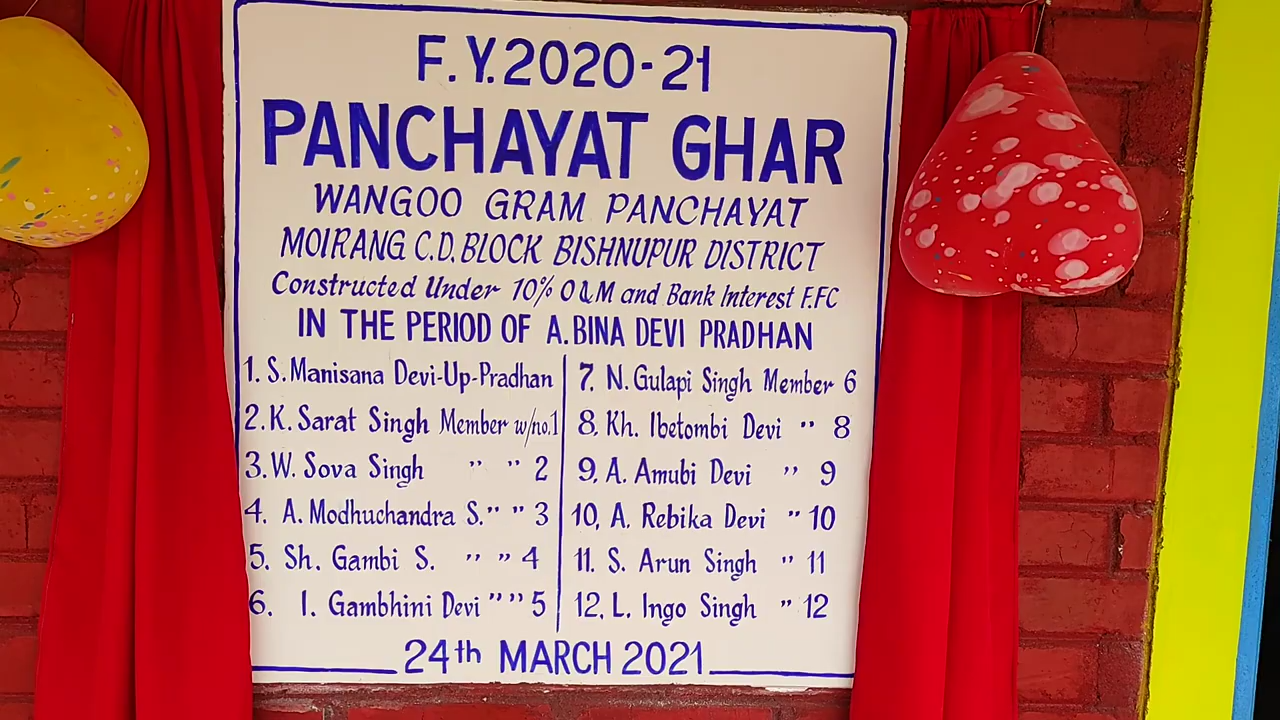 F.Y.2020-21
PANCHAYAT GHAR
WANGOO GRAM PANCHAYAT
MOIRANG C.D. BLOCK BISHNUPUR DISTRICT
Constructed Under 10% O&M and Bank Interest F.FC
IN THE PERIOD OF A.BINA DEVI PRADHAN
1. S.Manisana Devi-Up-Pradhan
2.K. Sarat Singh Member w/no.1
3.W. Sova Singh " " 2
4. A.Modhuchandra S." " 3
5. Sh. Gambi S. " " 4
6. I. Gambhini Devi " " 5
7. N.Gulapi Singh Member 6
8. Kh. Ibetombi Devi " 8
9. A. Amubi Devi " 9
10. A. Rebika Devi " 10
11. S. Arun Singh " 11
12. L. Ingo Singh " 12
24th MARCH 2021